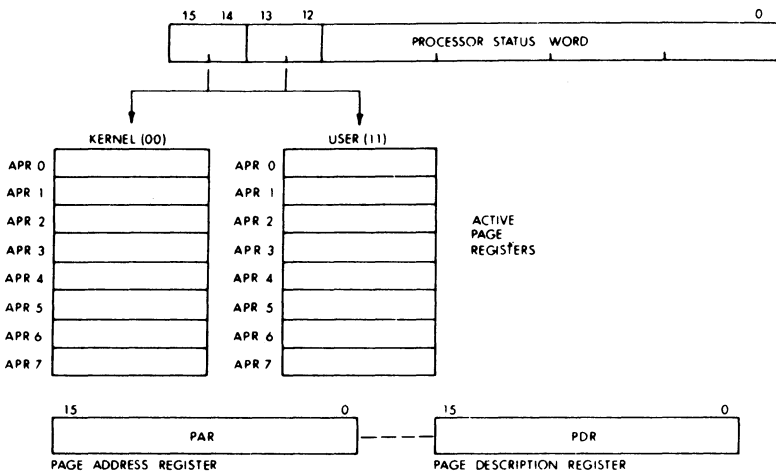 15 14 13 12 0
PROCESSOR STATUS WORD
KERNEL (00) USER (11)
APR 0 APR 0
APR 1 APR 1
APR 2 APR 2
APR 3 APR 3
APR 4 APR 4
APR 5 APR 5
APR 6 APR 6
APR 7 APR 7
ACTIVE
PAGE
REGISTERS
15 0 15 0
PAR PDR
PAGE ADDRESS REGISTER PAGE DESCRIPTION REGISTER